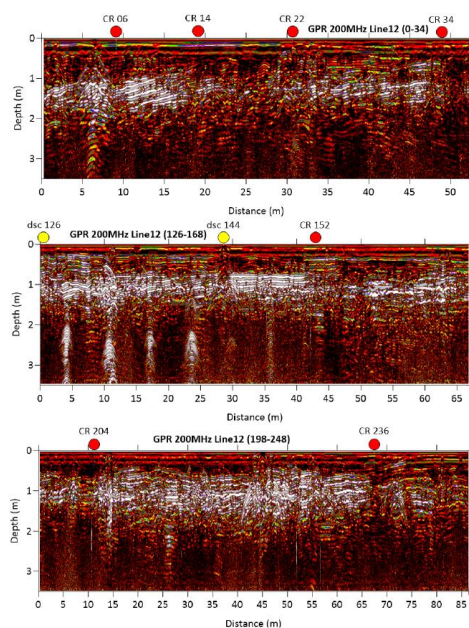 CR 06 CR 14 CR 22 CR 34
GPR 200MHz Line12 (0-34)
0
1
2
3
Depth (m)
0 5 10 15 20 25 30 35 40 45 50
Distance (m)
dsc 126 dsc 144 CR 152
GPR 200MHz Line12 (126-168)
0
1
2
3
Depth (m)
0 5 10 15 20 25 30 35 40 45 50 55 60 65
Distance (m)
CR 204 CR 236
GPR 200MHz Line12 (198-248)
0
1
2
3
Depth (m)
0 5 10 15 20 25 30 35 40 45 50 55 60 65 70 75 80 85
Distance (m)